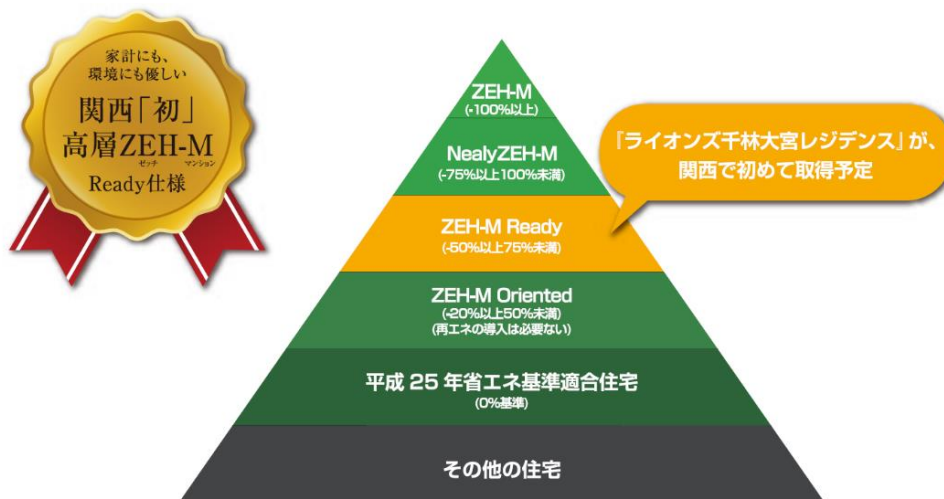 家計にも、
環境にも優しい
関西「初」
高層ZEH-M
ゼッチ マンション
Ready仕様
ZEH-M
(-100%以上)
NealyZEH-M
(-75%以上100%未満)
ZEH-M Ready
(-50%以上75%未満)
ZEH-M Oriented
(-20%以上50%未満)
(再エネの導入は必要ない)
平成 25 年省エネ基準適合住宅
(0%基準)
その他の住宅
『ライオンズ千林大宮レジデンス』が、
関西で初めて取得予定